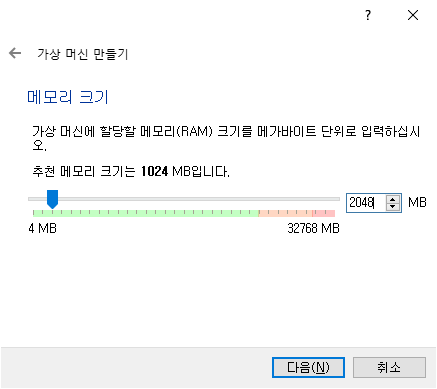 ?
가상 머신 만들기
메모리 크기
가상 머신에 할당할 메모리(RAM) 크기를 메가바이트 단위로 입력하십시
오.
추천 메모리 크기는 1024 MB입니다.
2048 MB
4 MB 32768 MB
다음(N) 취소